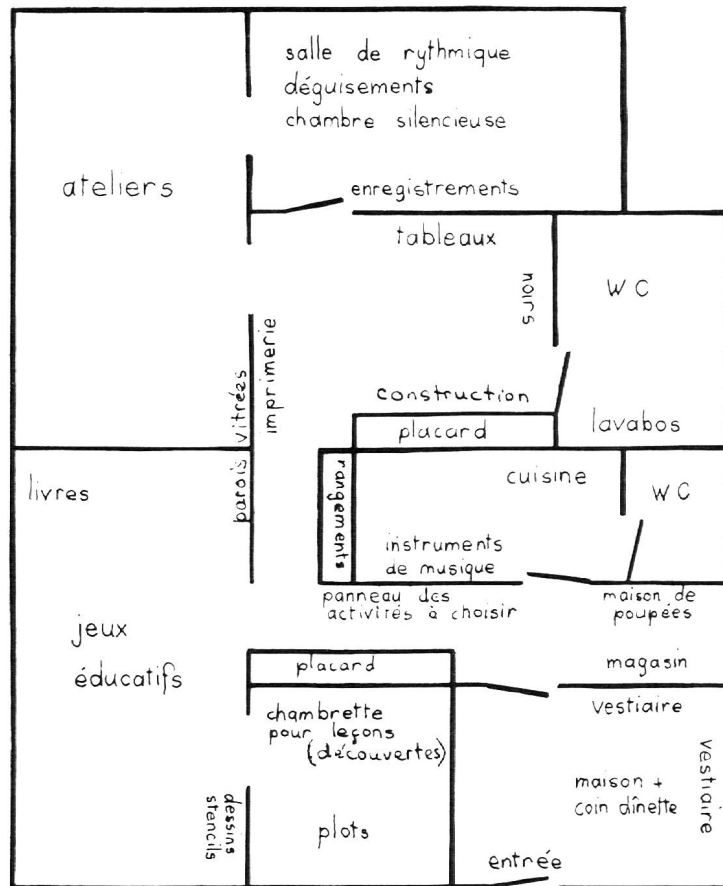 salle de rythmique
déguisements
chambre silencieuse
ateliers
enregistrements
tableaux
noirs
WC
parois vitrées
imprimerie
construction
placard
lavabos
livres
rangements
cuisine
WC
instruments
de musique
panneau des
activités à choisir
maison de
poupées
jeux
éducatifs
placard
magasin
vestiaire
chambrette
pour leçons
(découvertes)
vestiaire
maison +
coin dînette
dessins
stencils
plots
entrée